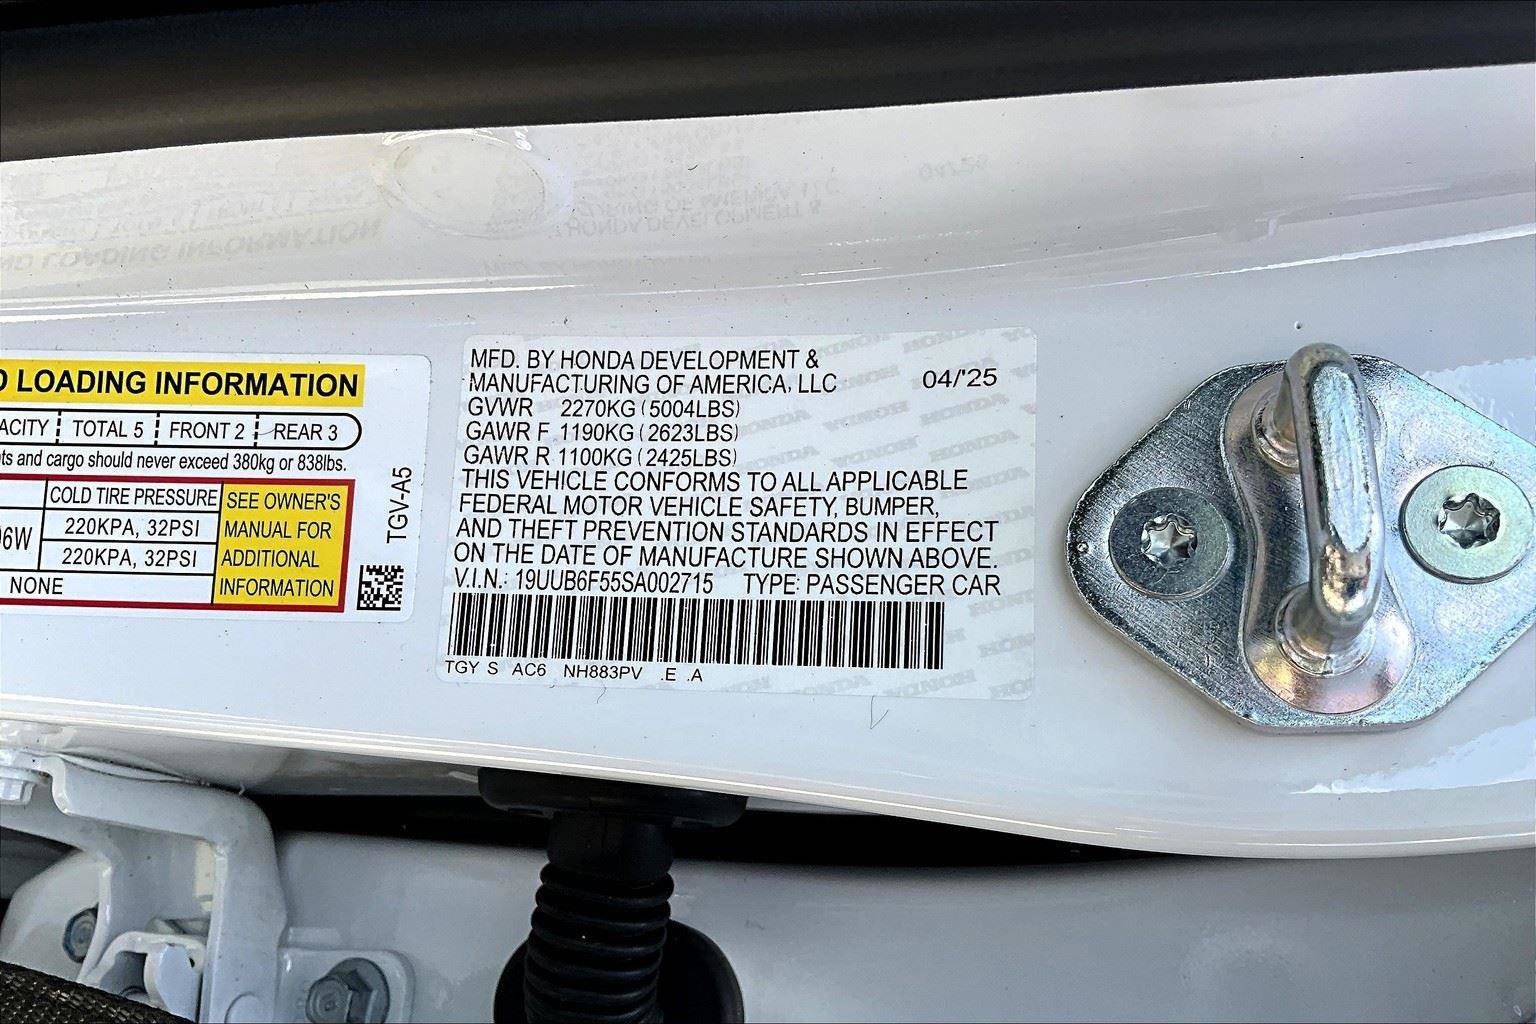 LOADING INFORMATION
TOTAL 5 FRONT 2 REAR 3
and cargo should never exceed 380kg or 838lbs.
COLD TIRE PRESSURE
220KPA, 32PSI
220KPA, 32PSI
NONE
SEE OWNER'S
MANUAL FOR
ADDITIONAL
INFORMATION
TGV-A5
MFD. BY HONDA DEVELOPMENT &
MANUFACTURING OF AMERICA, LLC 04/'25
GVWR 2270KG (5004LBS)
GAWR F 1190KG (2623LBS)
GAWR R 1100KG (2425LBS)
THIS VEHICLE CONFORMS TO ALL APPLICABLE
FEDERAL MOTOR VEHICLE SAFETY, BUMPER,
AND THEFT PREVENTION STANDARDS IN EFFECT
ON THE DATE OF MANUFACTURE SHOWN ABOVE.
V.I.N.: 19UUB6F55SA002715 TYPE: PASSENGER CAR
TGY S AC6 NH883PV .E .A